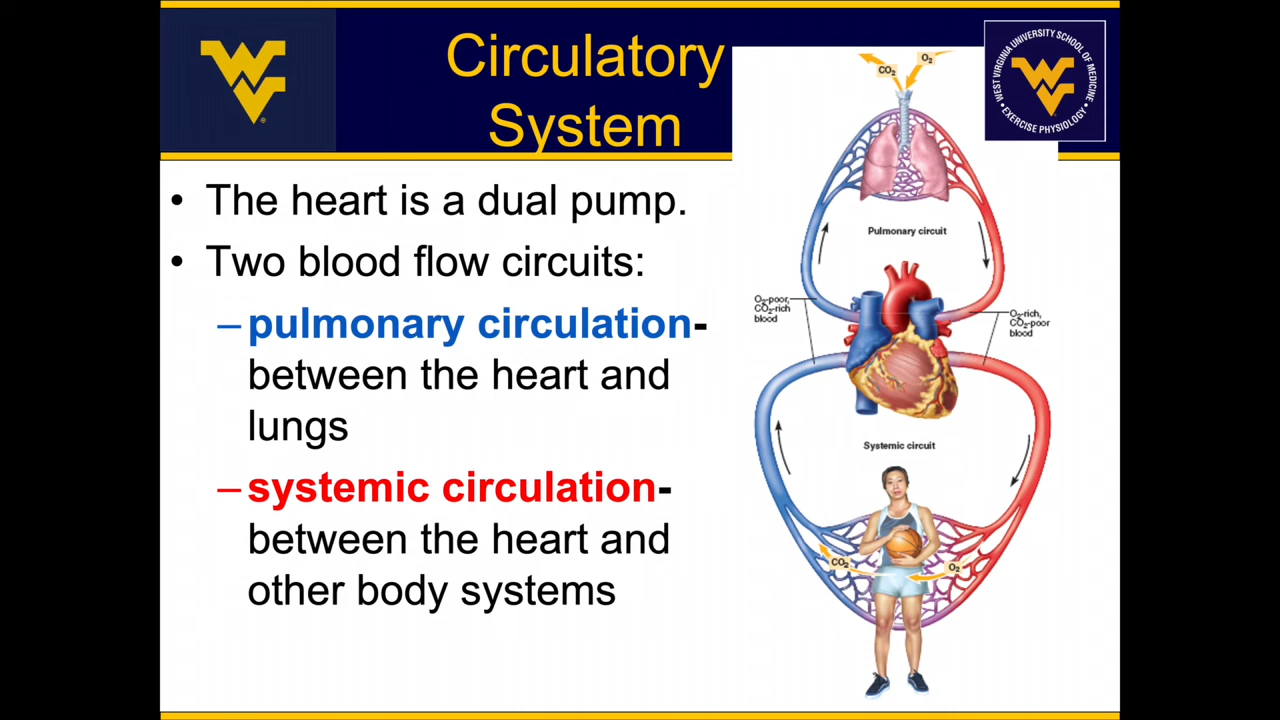 Circulatory
System
WV
WEST VIRGINIA UNIVERSITY SCHOOL OF MEDICINE
• EXERCISE PHYSIOLOGY •
WV
• The heart is a dual pump.
• Two blood flow circuits:
–pulmonary circulation-
between the heart and
lungs
–systemic circulation-
between the heart and
other body systems
CO2
O2
Pulmonary circuit
O2-poor,
CO2-rich
blood
O2-rich,
CO2-poor
blood
Systemic circuit
CO2
O2